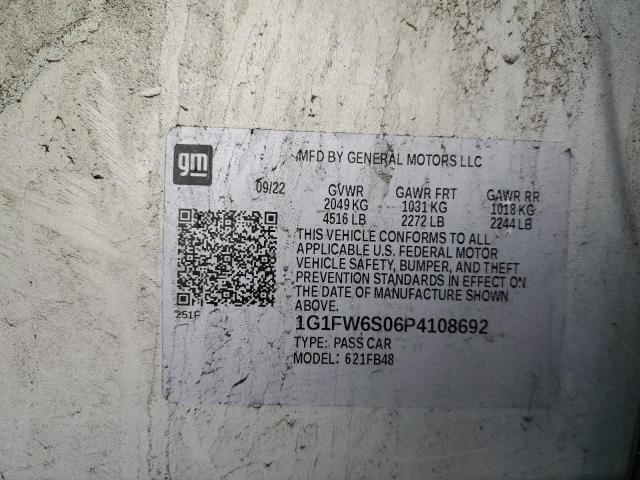 gm
MFD BY GENERAL MOTORS LLC
09/22 GVWR GAWR FRT GAWR RR
2049 KG 1031 KG 1018 KG
4516 LB 2272 LB 2244 LB
THIS VEHICLE CONFORMS TO ALL
APPLICABLE U.S. FEDERAL MOTOR
VEHICLE SAFETY, BUMPER, AND THEFT
PREVENTION STANDARDS IN EFFECT ON
THE DATE OF MANUFACTURE SHOWN
ABOVE.
251F
1G1FW6S06P4108692
TYPE: PASS CAR
MODEL: 621FB48